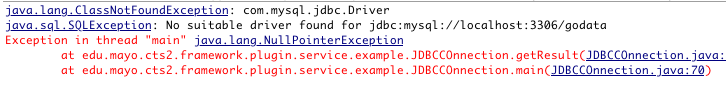 java.lang.ClassNotFoundException: com.mysql.jdbc.Driver
java.sql.SQLException: No suitable driver found for jdbc:mysql://localhost:3306/godata
Exception in thread "main" java.lang.NullPointerException
at edu.mayo.cts2.framework.plugin.service.example.JDBCCOnnection.getResult(JDBCCOnnection.java:
at edu.mayo.cts2.framework.plugin.service.example.JDBCCOnnection.main(JDBCCOnnection.java:70)